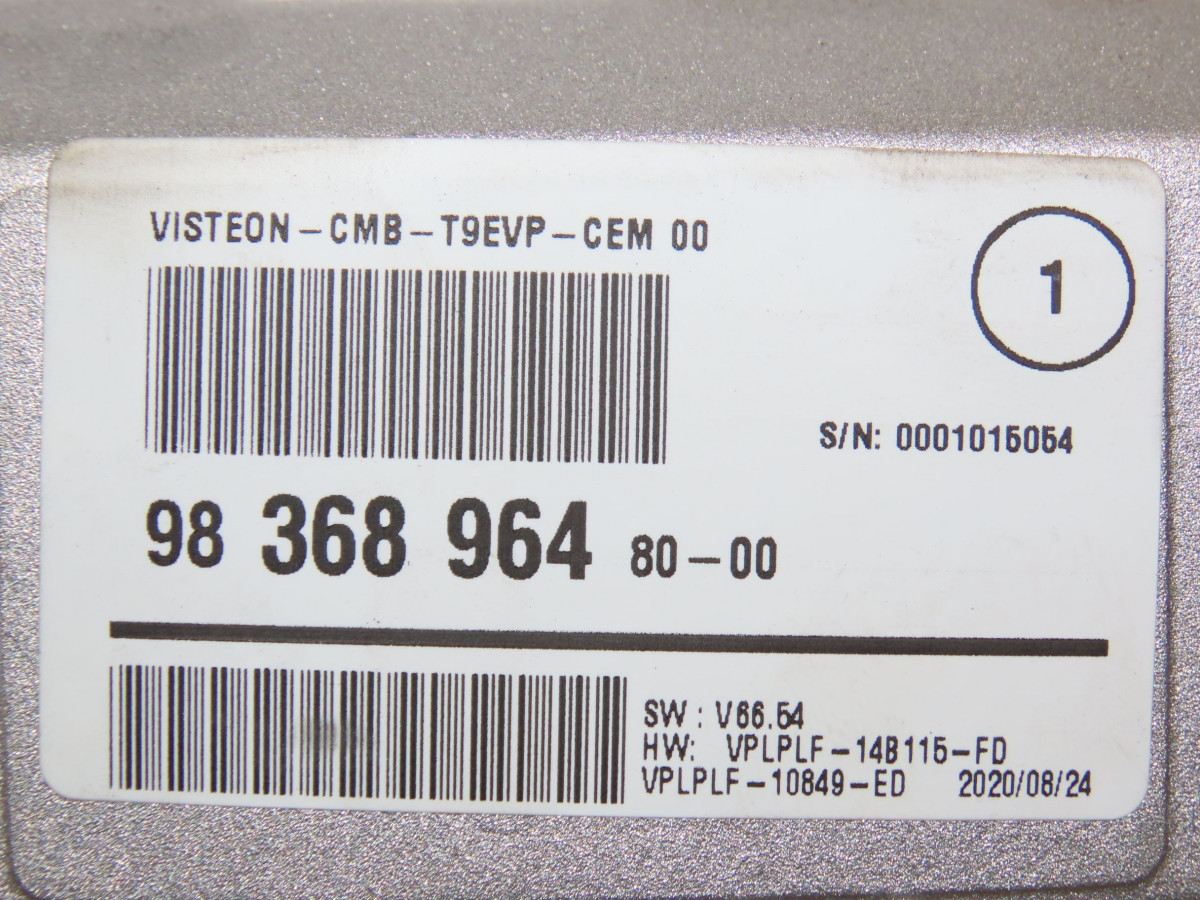 VISTEON-CMB-T9EVP-CEM 00
1
S/N: 0001015054
98 368 964 80-00
SW: V66.54
HW: VPLPLF-14B115-FD
VPLPLF-10849-ED 2020/08/24